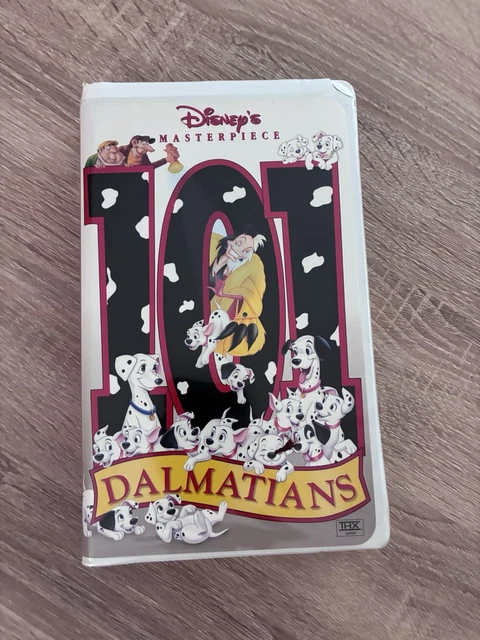 Disney's
MASTERPIECE
101
DALMATIANS
THX